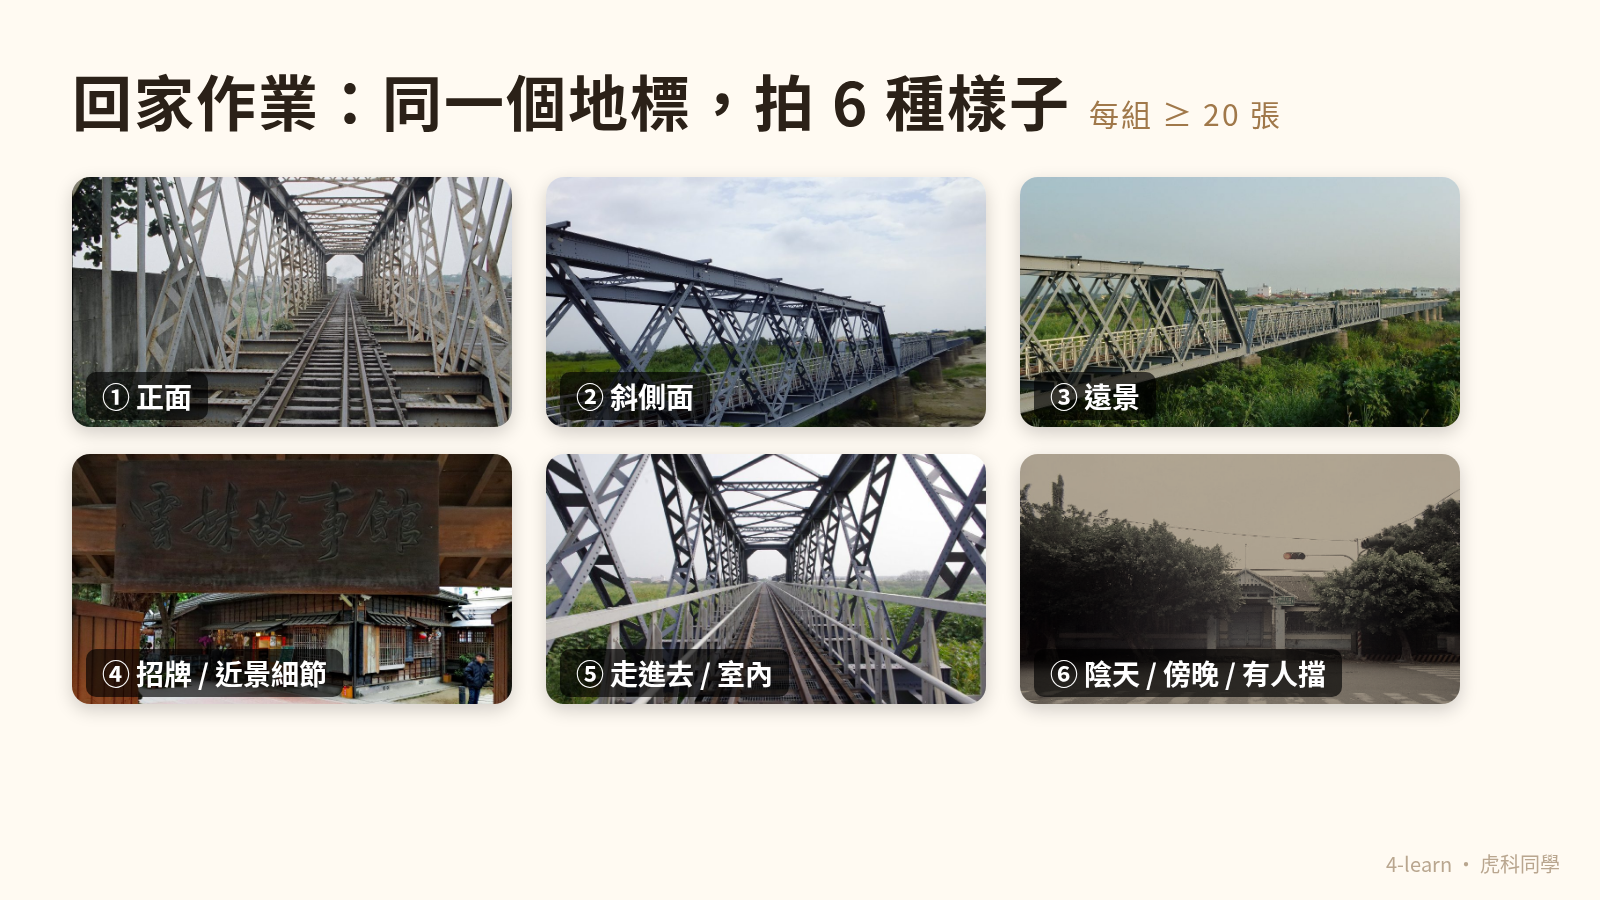 回家作業：同一個地標，拍 6 種樣子 每組 ≥ 20 張
① 正面
② 斜側面
③ 遠景
雲林故事館
④ 招牌 / 近景細節
⑤ 走進去 / 室內
⑥ 陰天 / 傍晚 / 有人擋
4-learn · 虎科同學